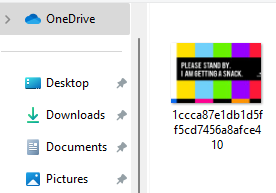 OneDrive
Desktop
Downloads
Documents
Pictures
PLEASE STAND BY.
I AM GETTING A SNACK.
1ccca87e1db1d5f
f5cd7456a8afce4
10